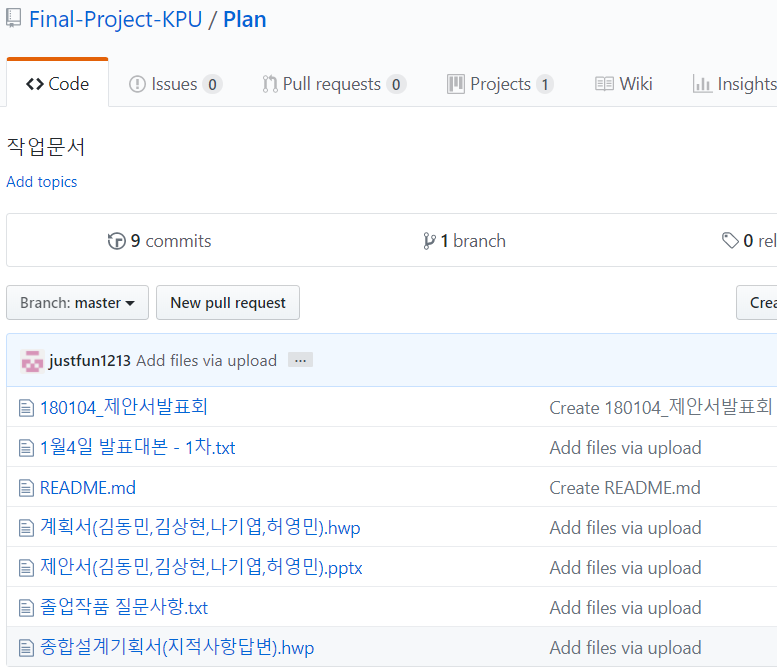 Final-Project-KPU / Plan
Code Issues 0 Pull requests 0 Projects 1 Wiki Insights
작업문서
Add topics
9 commits 1 branch 0 rel
Branch: master New pull request Crea
justfun1213 Add files via upload ...
180104_제안서발표회 Create 180104_제안서발표회
1월4일 발표대본 - 1차.txt Add files via upload
README.md Create README.md
계획서(김동민,김상현,나기엽,허영민).hwp Add files via upload
제안서(김동민,김상현,나기엽,허영민).pptx Add files via upload
졸업작품 질문사항.txt Add files via upload
종합설계기획서(지적사항답변).hwp Add files via upload